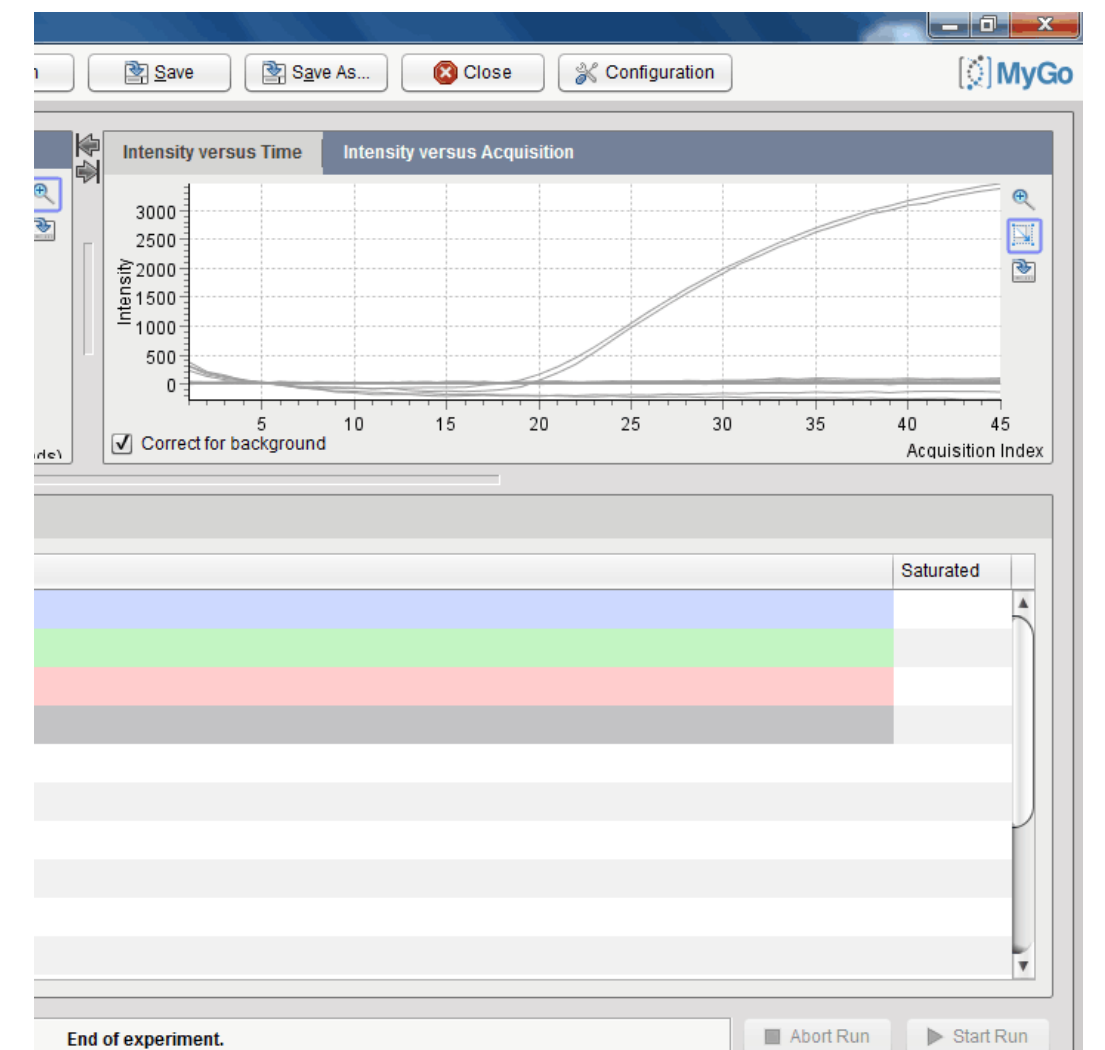 Save
Save As...
Close
Configuration
MyGo
Intensity versus Time
Intensity versus Acquisition
3000
2500
2000
1500
1000
500
0
Intensity
5 10 15 20 25 30 35 40 45
Correct for background
Acquisition Index
Saturated
End of experiment.
Abort Run
Start Run